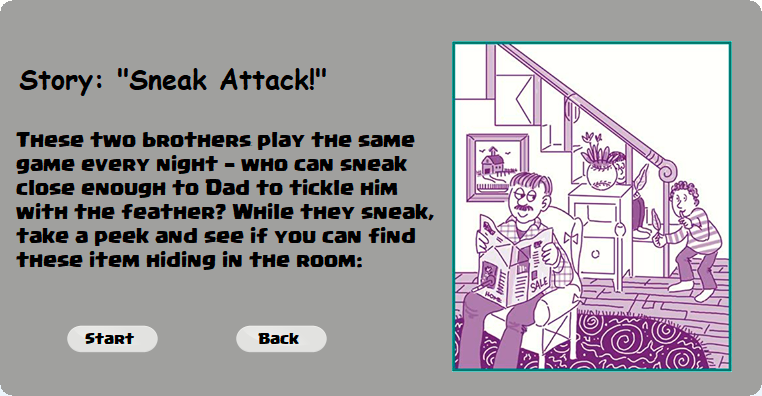 Story: "Sneak Attack!"
These two brothers play the same
game every night - who can sneak
close enough to Dad to tickle him
with the feather? While they sneak,
take a peek and see if you can find
these item hiding in the room:
SALE
HOME
Start
Back